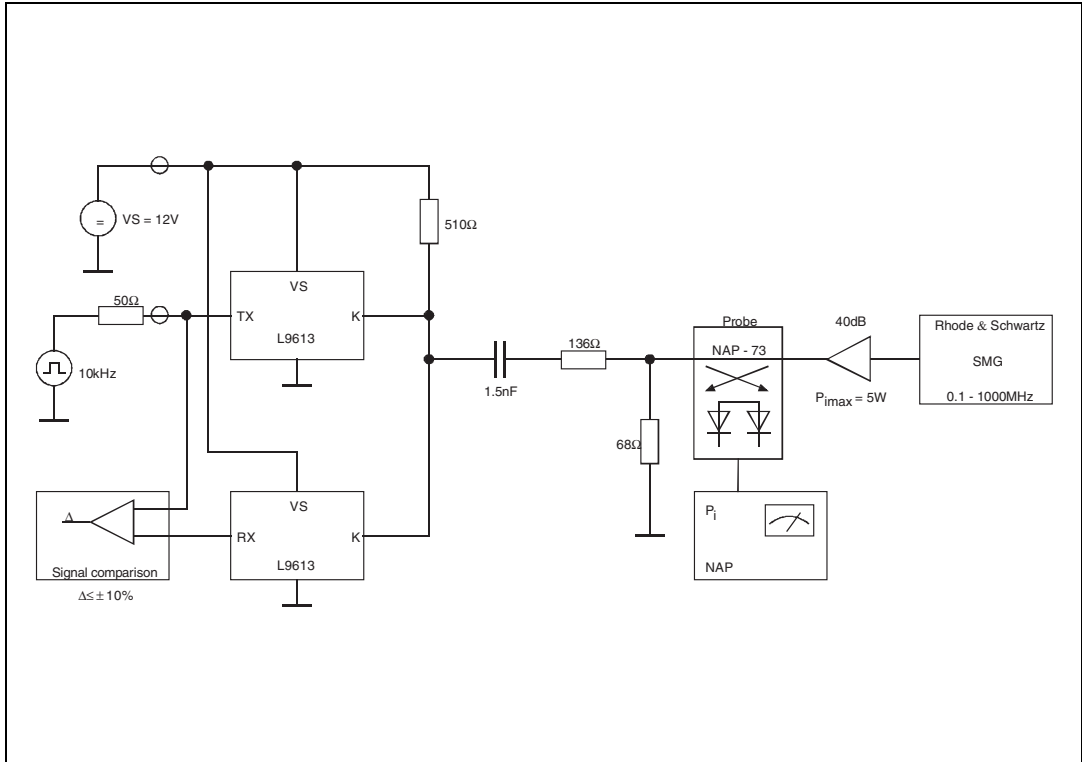 VS = 12V
510Ω
50Ω
10kHz
VS
TX
K
L9613
1.5nF
136Ω
68Ω
Probe
NAP - 73
40dB
Pimax = 5W
Rhode & Schwartz
SMG
0.1 - 1000MHz
Pi
NAP
VS
RX
K
L9613
Δ
Signal comparison
Δ≤ ± 10%
=